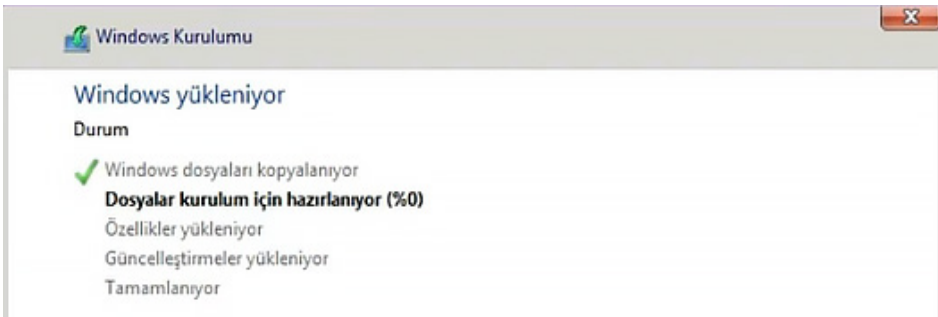 Windows Kurulumu
Windows yükleniyor
Durum
Windows dosyaları kopyalanıyor
Dosyalar kurulum için hazırlanıyor (%0)
Özellikler yükleniyor
Güncelleştirmeler yükleniyor
Tamamlanıyor